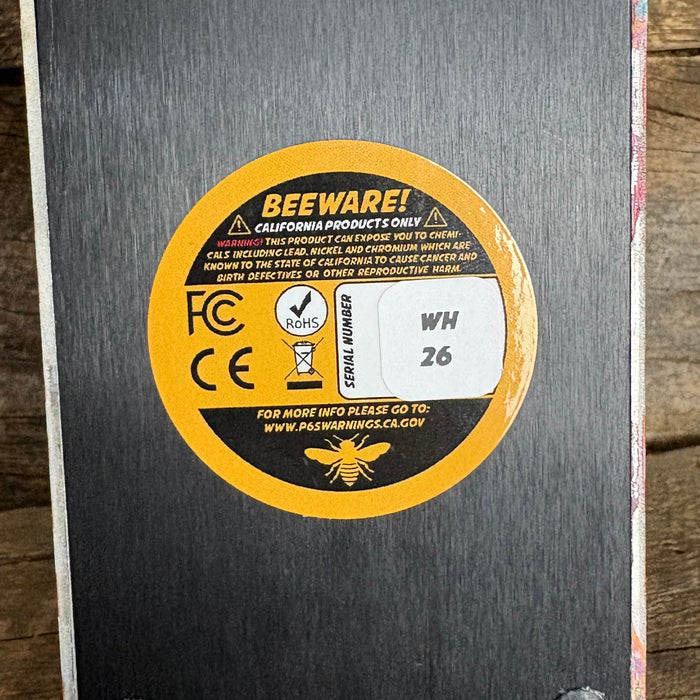 BEEWARE!
CALIFORNIA PRODUCTS ONLY
WARNING! THIS PRODUCT CAN EXPOSE YOU TO CHEMI-
CALS INCLUDING LEAD, NICKEL AND CHROMIUM WHICH ARE
KNOWN TO THE STATE OF CALIFORNIA TO CAUSE CANCER AND
BIRTH DEFECTIVES OR OTHER REPRODUCTIVE HARM.
FC
RoHS
CE
SERIAL NUMBER
WH
26
FOR MORE INFO PLEASE GO TO:
WWW.P65WARNINGS.CA.GOV